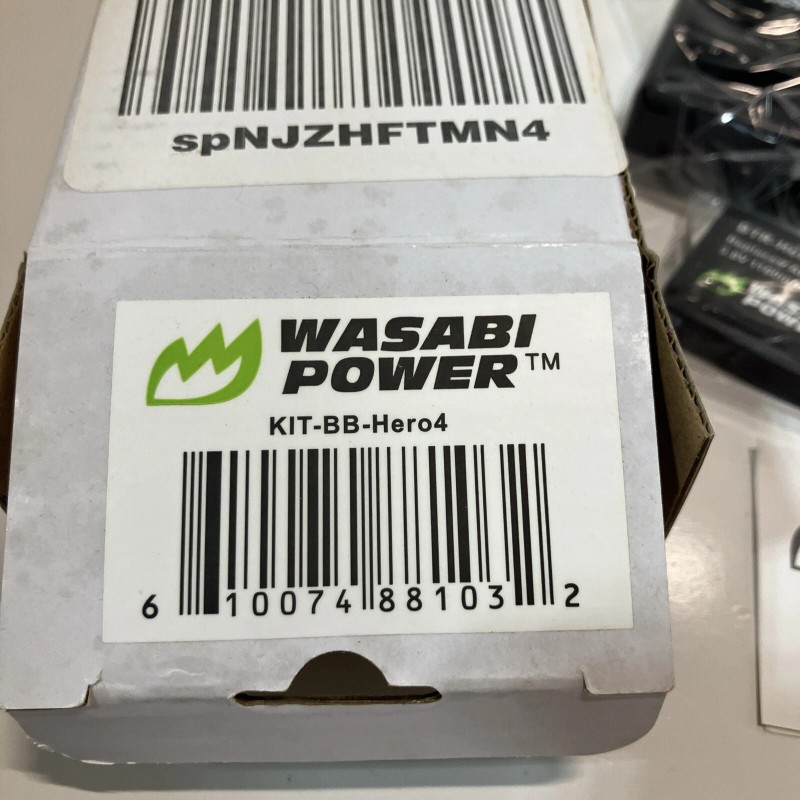 spNJZHFTMN4
WASABI
POWER™
KIT-BB-Hero4
6 10074 88103 2